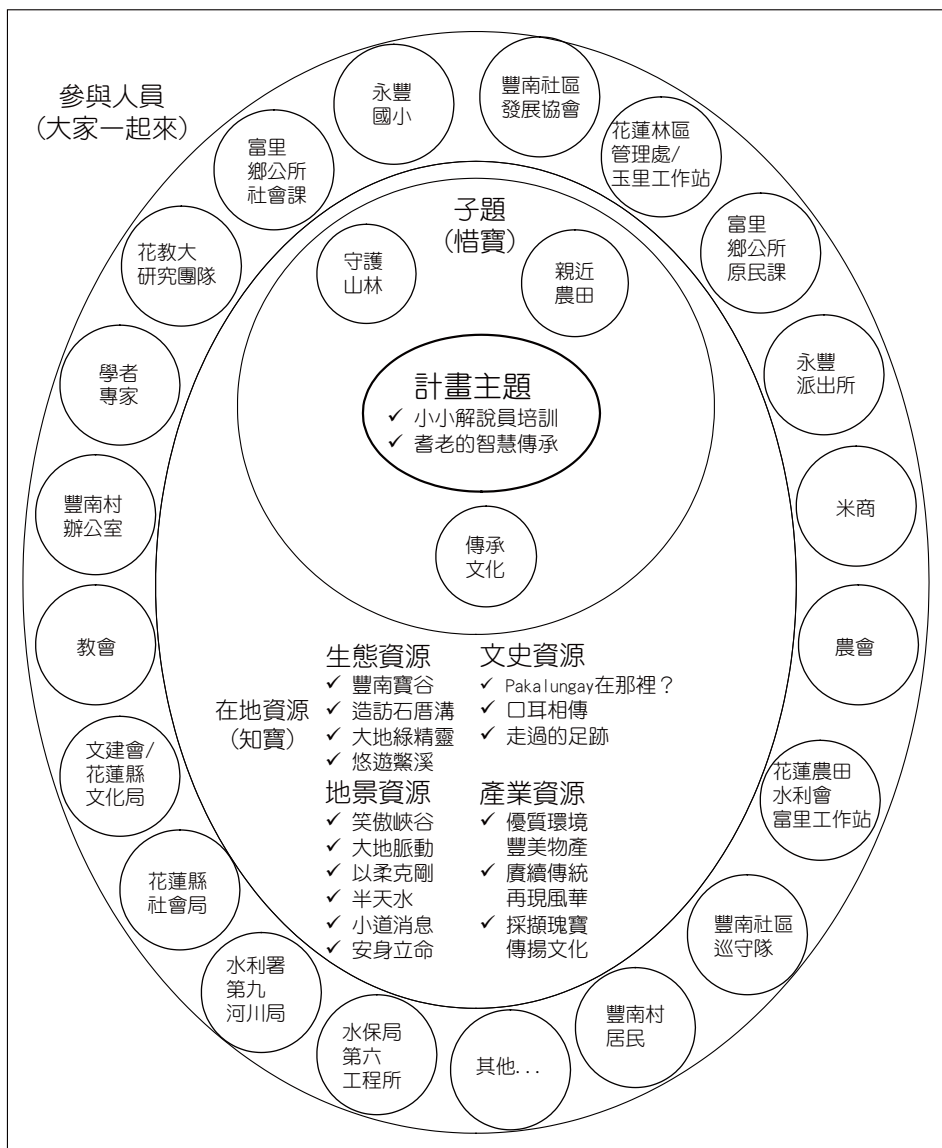 參與人員
(大家一起來)
永豐
國小
豐南社區
發展協會
花蓮林區
管理處/
玉里工作站
富里
鄉公所
社會課
富里
鄉公所
原民課
花教大
研究團隊
永豐
派出所
學者
專家
米商
豐南村
辦公室
農會
教會
花蓮農田
水利會
富里工作站
文建會/
花蓮縣
文化局
豐南社區
巡守隊
花蓮縣
社會局
豐南村
居民
水利署
第九
河川局
其他...
水保局
第六
工程所
子題
(惜寶)
守護
山林
親近
農田
計畫主題
✓ 小小解說員培訓
✓ 耆老的智慧傳承
傳承
文化
在地資源
(知寶)
生態資源
✓ 豐南寶谷
✓ 造訪石厝溝
✓ 大地綠精靈
✓ 悠遊鱉溪
文史資源
✓ Pakalungay在那裡？
✓ 口耳相傳
✓ 走過的足跡
地景資源
✓ 笑傲峽谷
✓ 大地脈動
✓ 以柔克剛
✓ 半天水
✓ 小道消息
✓ 安身立命
產業資源
✓ 優質環境
豐美物產
✓ 賡續傳統
再現風華
✓ 採擷瑰寶
傳揚文化